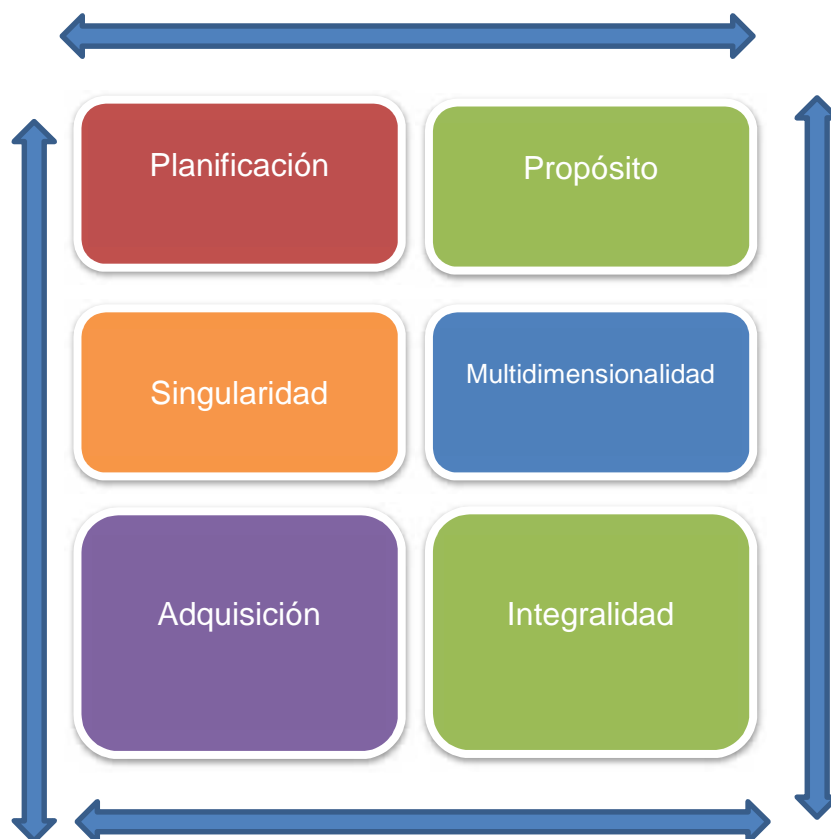 Planificación
Propósito
Singularidad
Multidimensionalidad
Adquisición
Integralidad